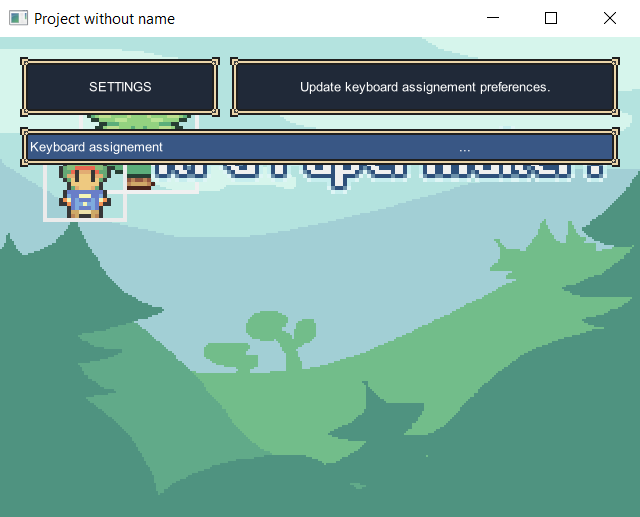 Project without name
SETTINGS
Update keyboard assignement preferences.
Keyboard assignement ...